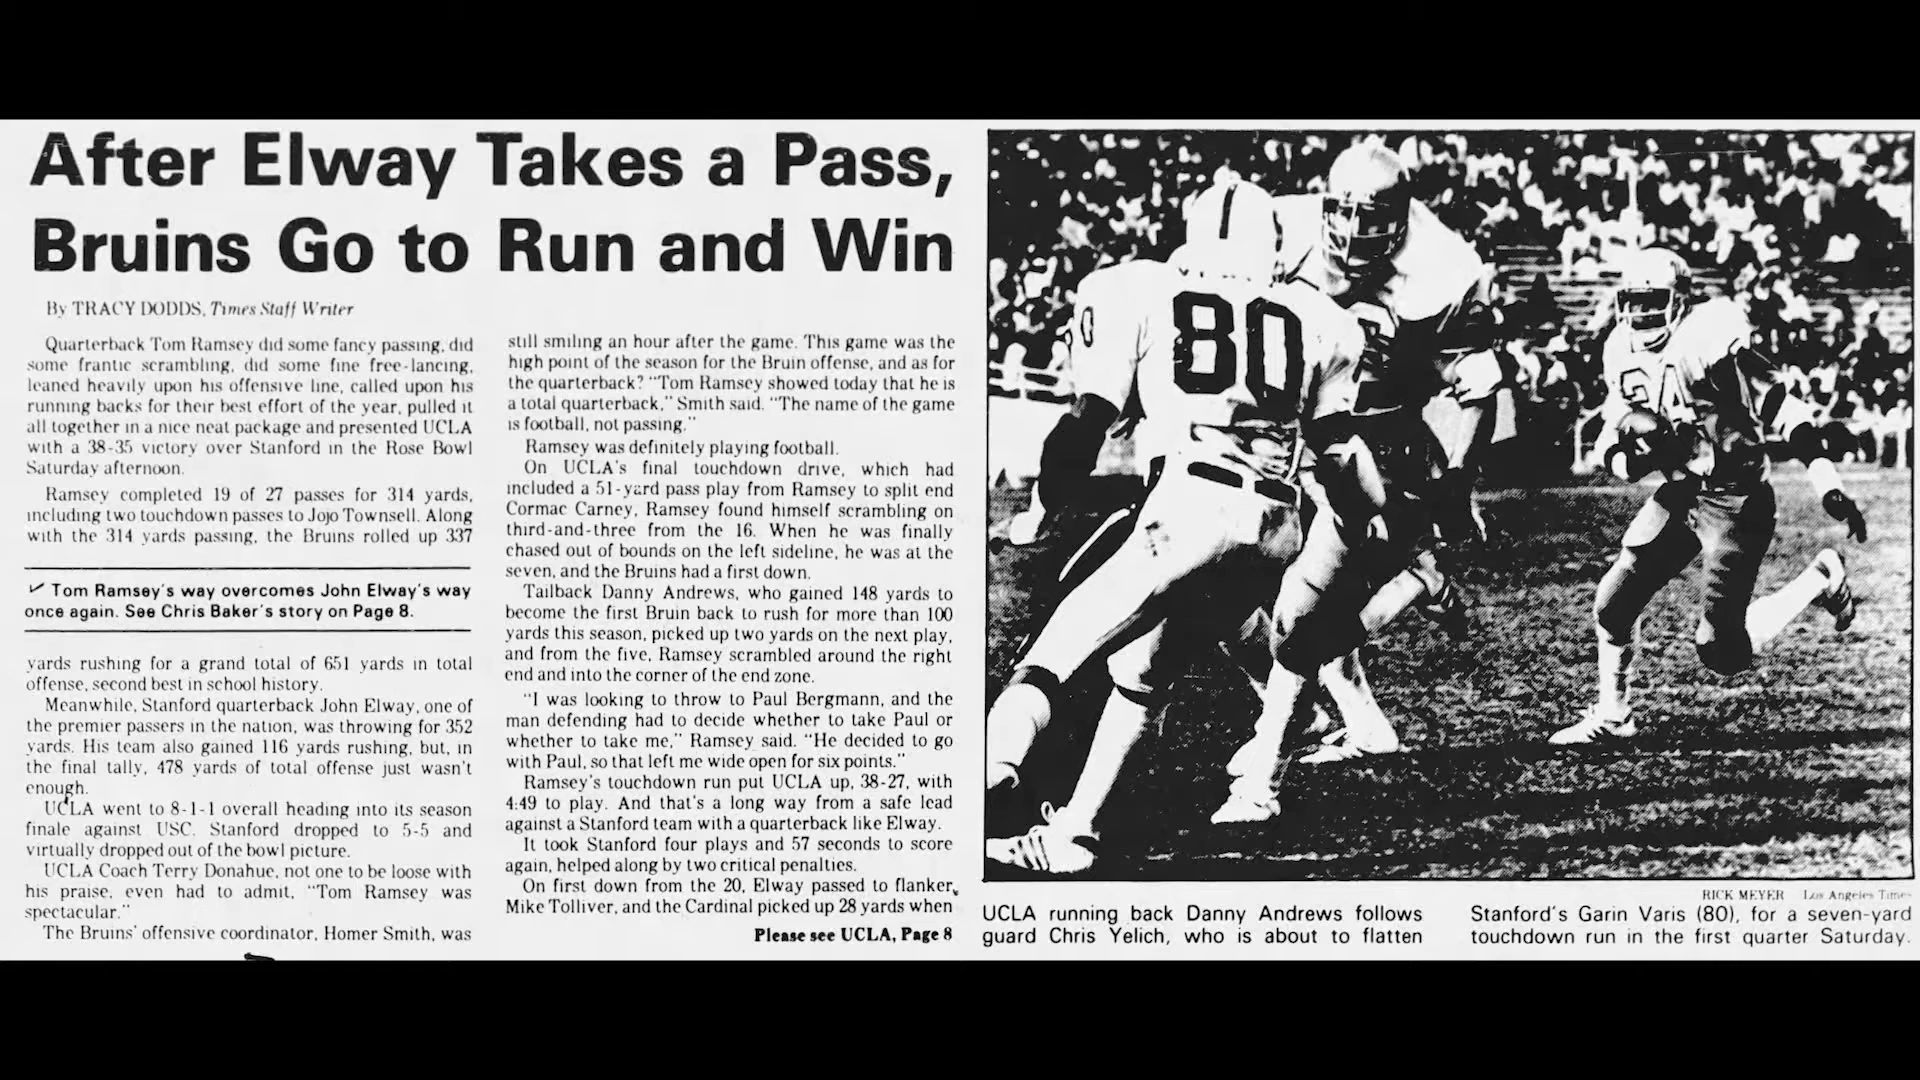 After Elway Takes a Pass,
Bruins Go to Run and Win
By TRACY DODDS, Times Staff Writer
Quarterback Tom Ramsey did some fancy passing, did
some frantic scrambling, did some fine free-lancing,
leaned heavily upon his offensive line, called upon his
running backs for their best effort of the year, pulled it
all together in a nice neat package and presented UCLA
with a 38-35 victory over Stanford in the Rose Bowl
Saturday afternoon.
Ramsey completed 19 of 27 passes for 314 yards,
including two touchdown passes to Jojo Townsell. Along
with the 314 yards passing, the Bruins rolled up 337
✓ Tom Ramsey's way overcomes John Elway's way
once again. See Chris Baker's story on Page 8.
yards rushing for a grand total of 651 yards in total
offense, second best in school history.
Meanwhile, Stanford quarterback John Elway, one of
the premier passers in the nation, was throwing for 352
yards. His team also gained 116 yards rushing, but, in
the final tally, 478 yards of total offense just wasn't
enough.
UCLA went to 8-1-1 overall heading into its season
finale against USC. Stanford dropped to 5-5 and
virtually dropped out of the bowl picture.
UCLA Coach Terry Donahue, not one to be loose with
his praise, even had to admit, "Tom Ramsey was
spectacular."
The Bruins' offensive coordinator, Homer Smith, was
still smiling an hour after the game. This game was the
high point of the season for the Bruin offense, and as for
the quarterback? "Tom Ramsey showed today that he is
a total quarterback," Smith said. "The name of the game
is football, not passing."
Ramsey was definitely playing football.
On UCLA's final touchdown drive, which had
included a 51-yard pass play from Ramsey to split end
Cormac Carney, Ramsey found himself scrambling on
third-and-three from the 16. When he was finally
chased out of bounds on the left sideline, he was at the
seven, and the Bruins had a first down.
Tailback Danny Andrews, who gained 148 yards to
become the first Bruin back to rush for more than 100
yards this season, picked up two yards on the next play,
and from the five, Ramsey scrambled around the right
end and into the corner of the end zone.
"I was looking to throw to Paul Bergmann, and the
man defending had to decide whether to take Paul or
whether to take me," Ramsey said. "He decided to go
with Paul, so that left me wide open for six points."
Ramsey's touchdown run put UCLA up, 38-27, with
4:49 to play. And that's a long way from a safe lead
against a Stanford team with a quarterback like Elway.
It took Stanford four plays and 57 seconds to score
again, helped along by two critical penalties.
On first down from the 20, Elway passed to flanker
Mike Tolliver, and the Cardinal picked up 28 yards when
Please see UCLA, Page 8
80
24
RICK MEYER Los Angeles Times
UCLA running back Danny Andrews follows
guard Chris Yelich, who is about to flatten
Stanford's Garin Varis (80), for a seven-yard
touchdown run in the first quarter Saturday.